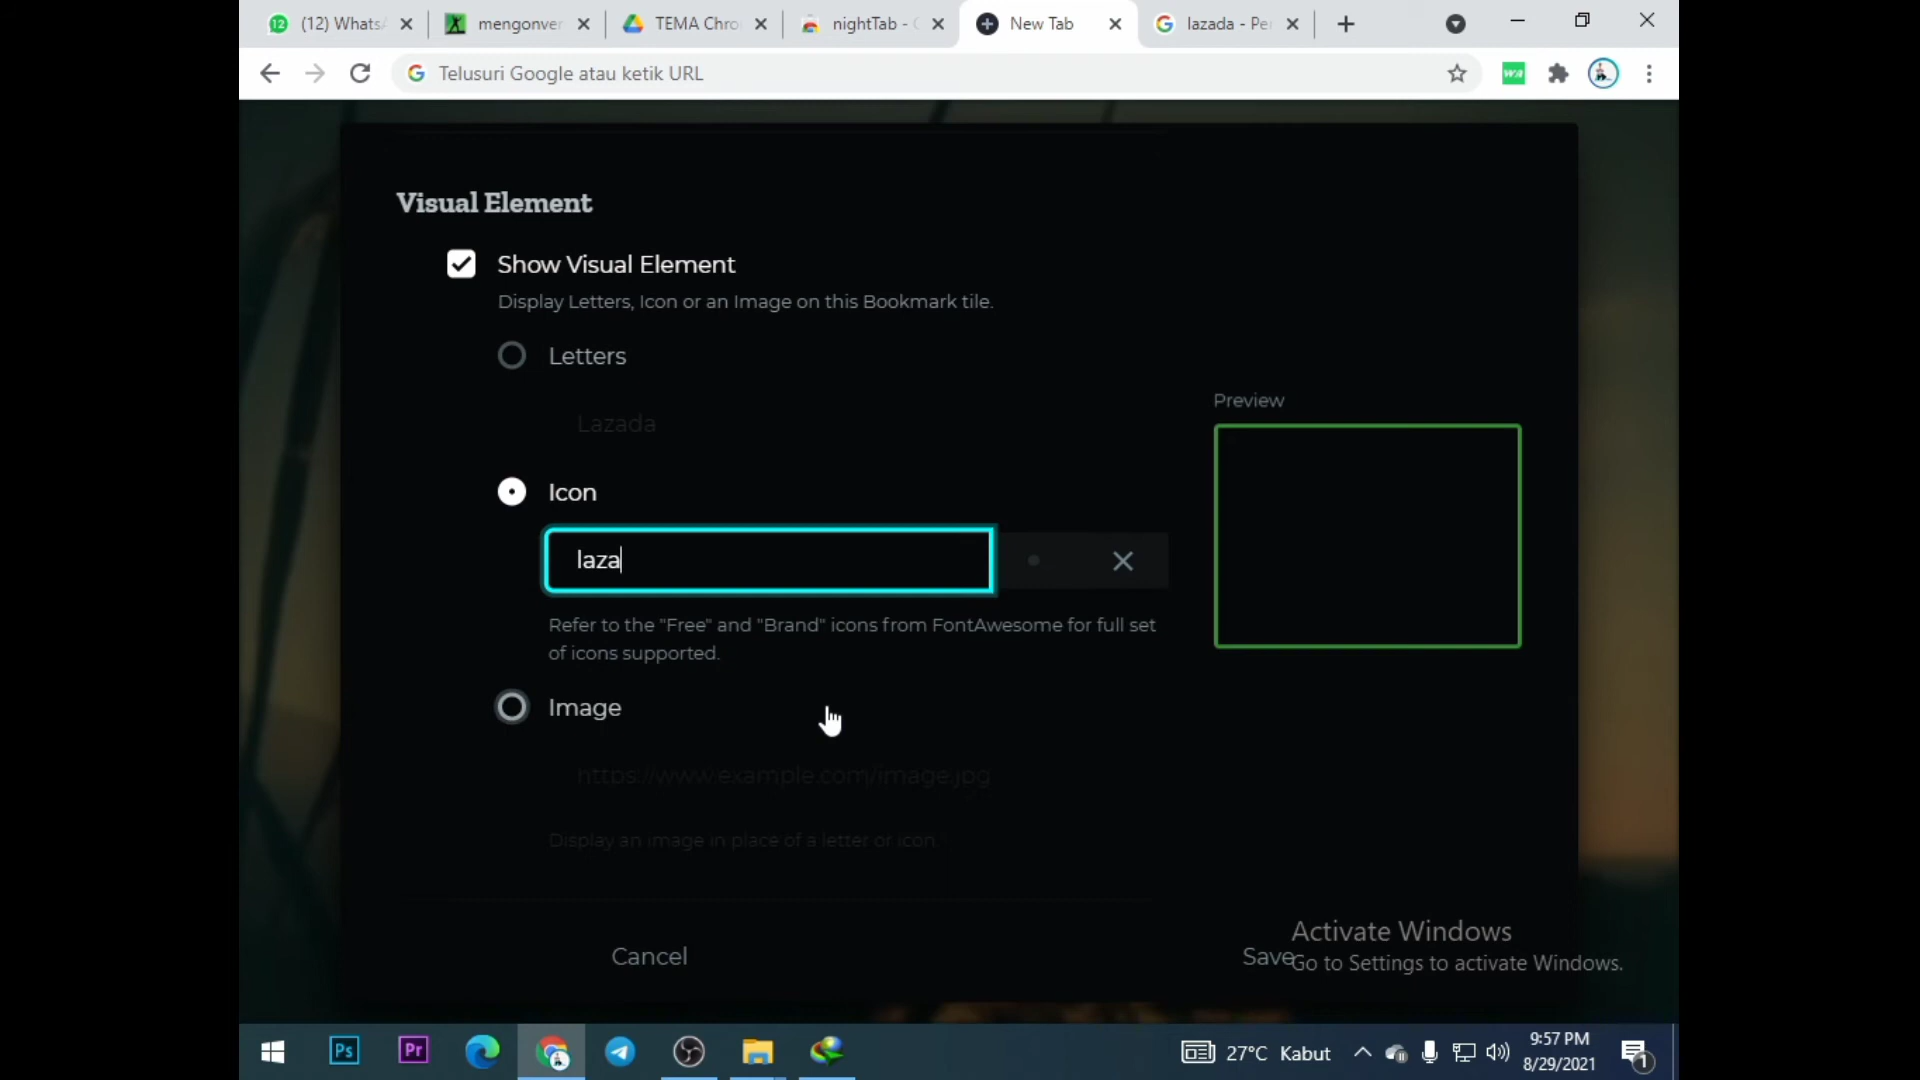 (12) Whats
mengonver
TEMA Chro
nightTab - C
New Tab
lazada - Pe
Telusuri Google atau ketik URL
WA
Visual Element
Show Visual Element
Display Letters, Icon or an Image on this Bookmark tile.
Letters
Lazada
Icon
laza
Refer to the "Free" and "Brand" icons from FontAwesome for full set
of icons supported.
Image
https://www.example.com/image.jpg
Display an image in place of a letter or icon.
Preview
Cancel
Save
Activate Windows
Go to Settings to activate Windows.
Ps
Pr
27°C Kabut
9:57 PM
8/29/2021
1